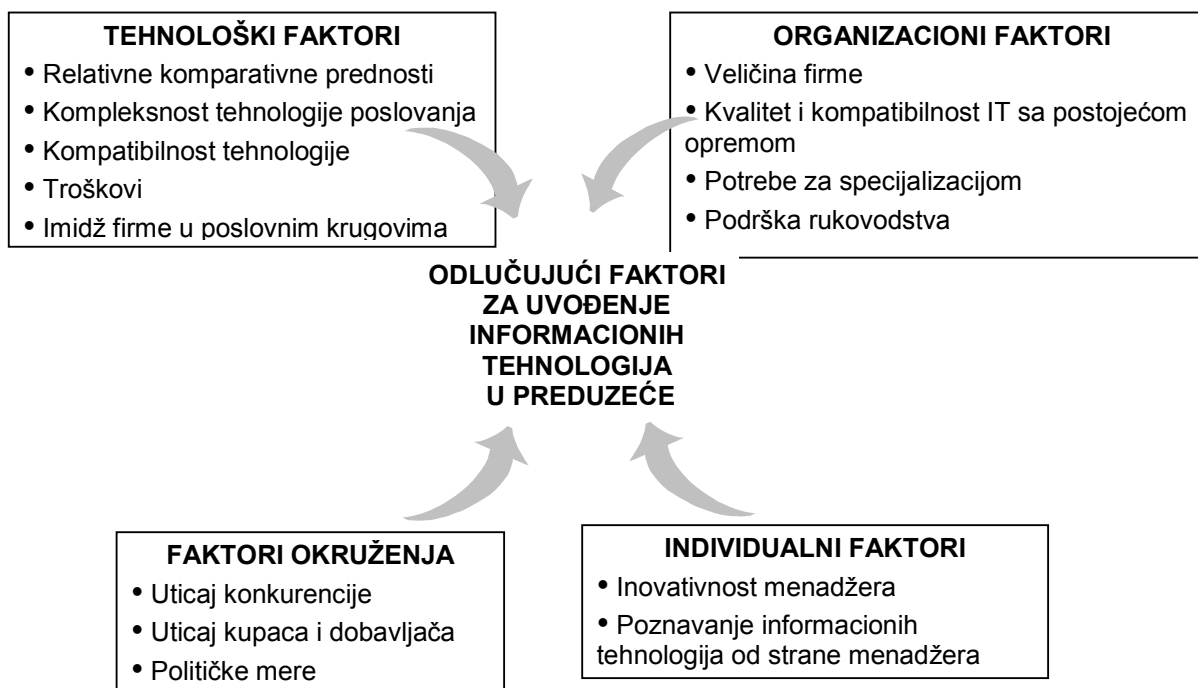 TEHNOLOŠKI FAKTORI
• Relativne komparativne prednosti
• Kompleksnost tehnologije poslovanja
• Kompatibilnost tehnologije
• Troškovi
• Imidž firme u poslovnim krugovima
ORGANIZACIONI FAKTORI
• Veličina firme
• Kvalitet i kompatibilnost IT sa postojećom
opremom
• Potrebe za specijalizacijom
• Podrška rukovodstva
ODLUČUJUĆI FAKTORI
ZA UVOĐENJE
INFORMACIONIH
TEHNOLOGIJA
U PREDUZEĆE
FAKTORI OKRUŽENJA
• Uticaj konkurencije
• Uticaj kupaca i dobavljača
• Političke mere
INDIVIDUALNI FAKTORI
• Inovativnost menadžera
• Poznavanje informacionih
tehnologija od strane menadžera